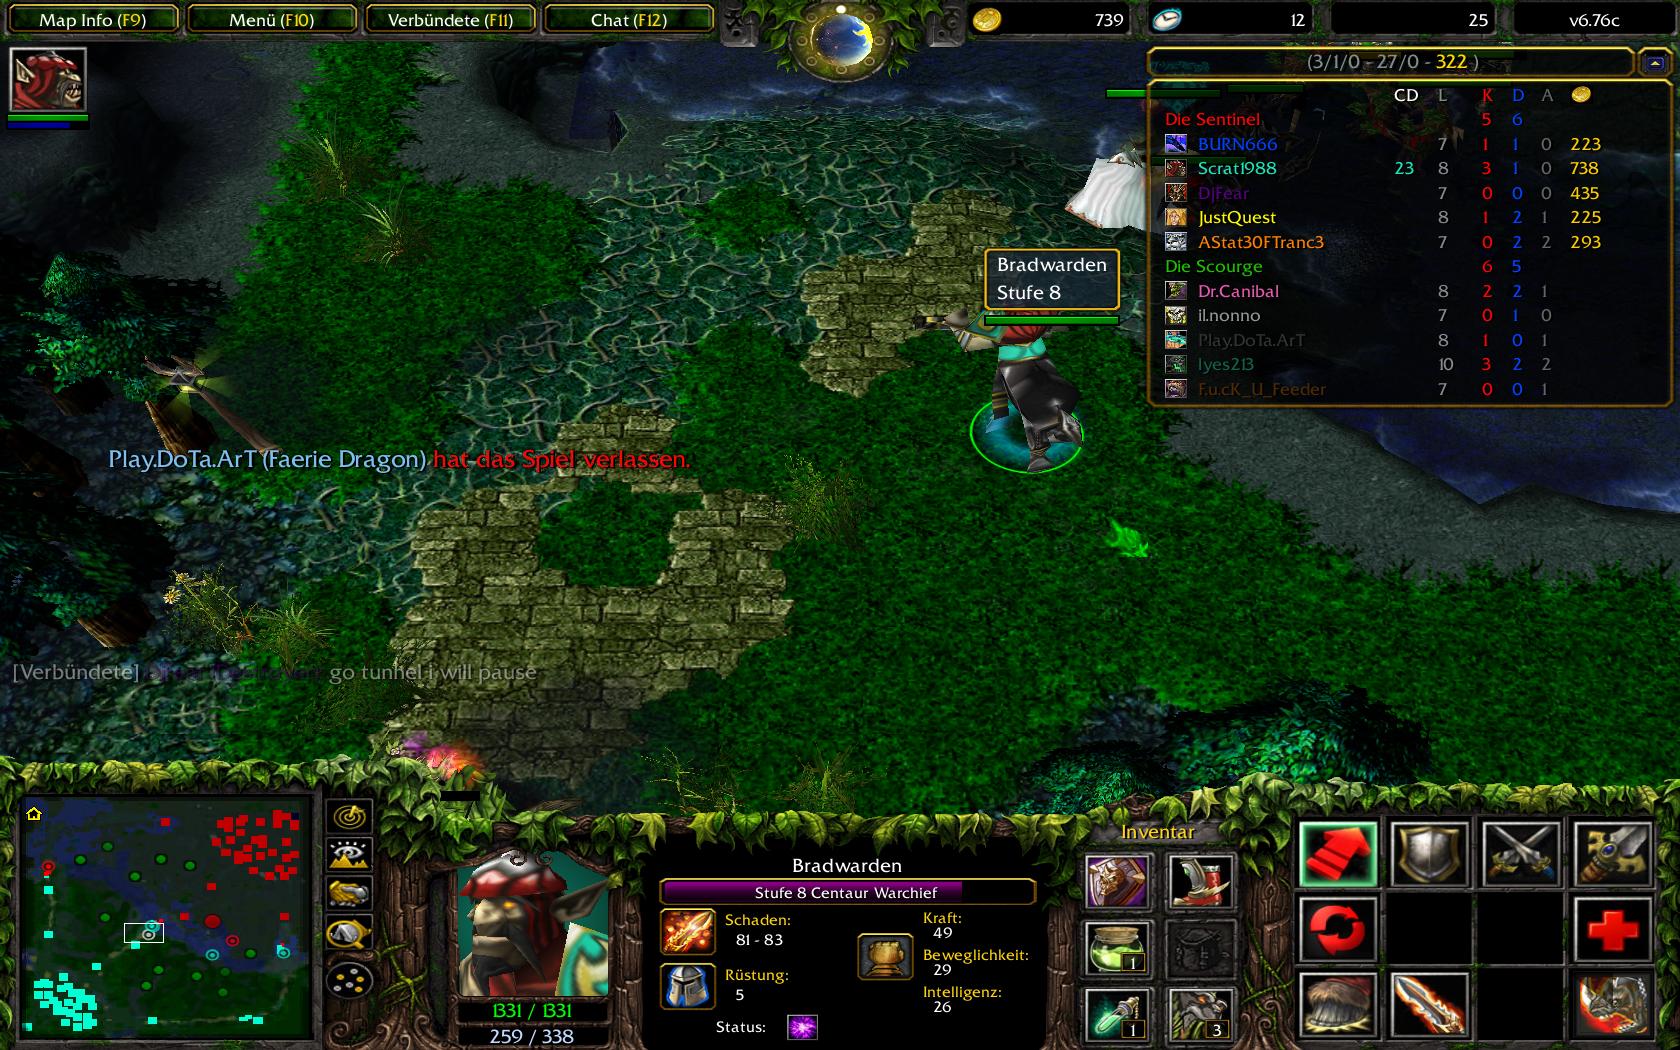 Map Info (F9) Menü (F10) Verbündete (F11) Chat (F12) 739 12 25 v6.76c
(3/1/0 - 27/0 - 322 )
CD L K D A
Die Sentinel 5 6
BURN666 7 1 1 0 223
Scrat1988 23 8 3 1 0 738
DjFear 7 0 0 0 435
JustQuest 8 1 2 1 225
AStat30FTranc3 7 0 2 2 293
Die Scourge 6 5
Dr.Canibal 8 2 2 1
il.nonno 7 0 1 0
Play.DoTa.ArT 8 1 0 1
Iyes213 10 3 2 2
F.u.cK_U_Feeder 7 0 0 1
Bradwarden
Stufe 8
Play.DoTa.ArT (Faerie Dragon) hat das Spiel verlassen.
[Verbündete] go tunnel i will pause
Bradwarden
Stufe 8 Centaur Warchief
Schaden:
81 - 83
Rüstung:
5
Status:
Kraft:
49
Beweglichkeit:
29
Intelligenz:
26
1331 / 1331
259 / 338
Inventar
1
1
3